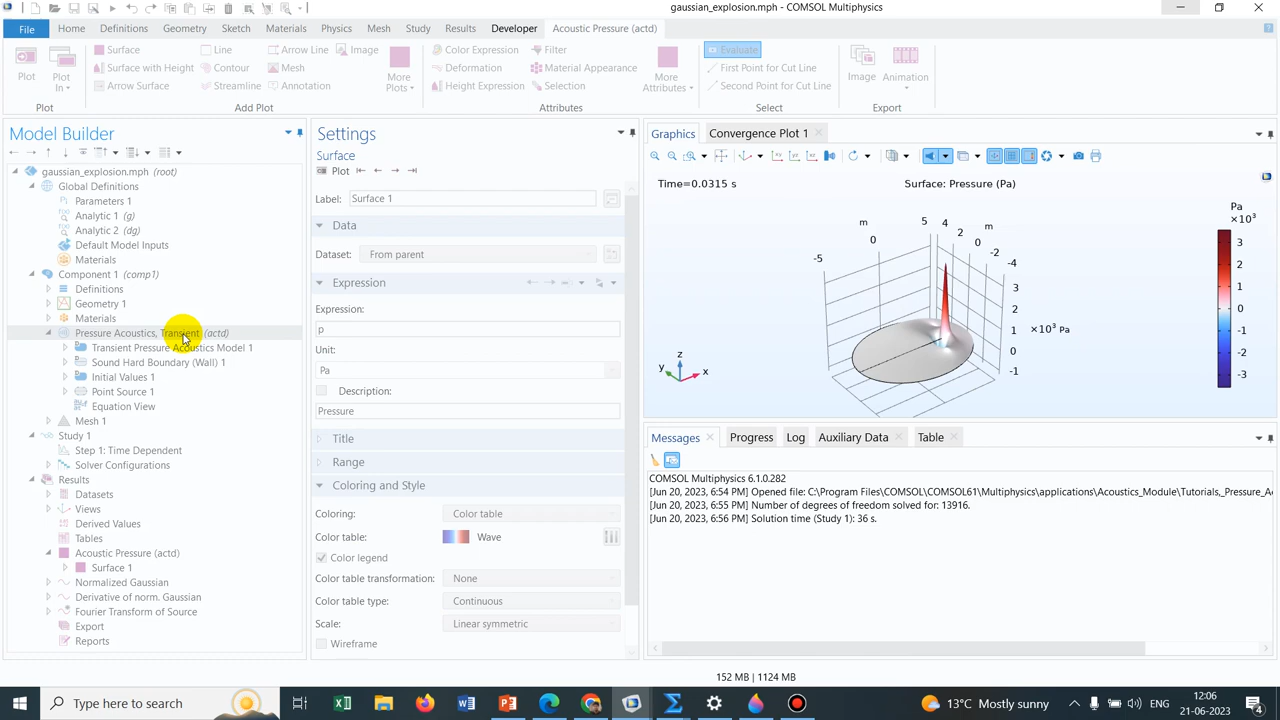 gaussian_explosion.mph - COMSOL Multiphysics
File
Home
Definitions
Geometry
Sketch
Materials
Physics
Mesh
Study
Results
Developer
Acoustic Pressure (actd)
Plot
Plot
In
Plot
Surface
Surface with Height
Arrow Surface
Line
Contour
Streamline
Arrow Line
Mesh
Annotation
Image
More
Plots
Add Plot
Color Expression
Deformation
Height Expression
Filter
Material Appearance
Selection
More
Attributes
Attributes
Evaluate
First Point for Cut Line
Second Point for Cut Line
Select
Image
Animation
Export
Model Builder
gaussian_explosion.mph (root)
Global Definitions
Parameters 1
Analytic 1 (g)
Analytic 2 (dg)
Default Model Inputs
Materials
Component 1 (comp1)
Definitions
Geometry 1
Materials
Pressure Acoustics, Transient (actd)
Transient Pressure Acoustics Model 1
Sound Hard Boundary (Wall) 1
Initial Values 1
Point Source 1
Equation View
Mesh 1
Study 1
Step 1: Time Dependent
Solver Configurations
Results
Datasets
Views
Derived Values
Tables
Acoustic Pressure (actd)
Surface 1
Normalized Gaussian
Derivative of norm. Gaussian
Fourier Transform of Source
Export
Reports
Settings
Surface
Plot
Label: Surface 1
Data
Dataset: From parent
Expression
Expression:
p
Unit:
Pa
Description:
Pressure
Title
Range
Coloring and Style
Coloring: Color table
Color table: Wave
Color legend
Color table transformation: None
Color table type: Continuous
Scale: Linear symmetric
Wireframe
Graphics
Convergence Plot 1
Time=0.0315 s
Surface: Pressure (Pa)
m
0
-5
5
4
2
m
0
-2
-4
3
2
1
0
-1
×10³ Pa
z
y
x
Pa
×10³
3
2
1
0
-1
-2
-3
Messages
Progress
Log
Auxiliary Data
Table
COMSOL Multiphysics 6.1.0.282
[Jun 20, 2023, 6:54 PM] Opened file: C:\Program Files\COMSOL\COMSOL61\Multiphysics\applications\Acoustics_Module\Tutorials,_Pressure_Ac
[Jun 20, 2023, 6:55 PM] Number of degrees of freedom solved for: 13916.
[Jun 20, 2023, 6:56 PM] Solution time (Study 1): 36 s.
152 MB | 1124 MB
Type here to search
13°C Mostly sunny
ENG
12:06
21-06-2023
4